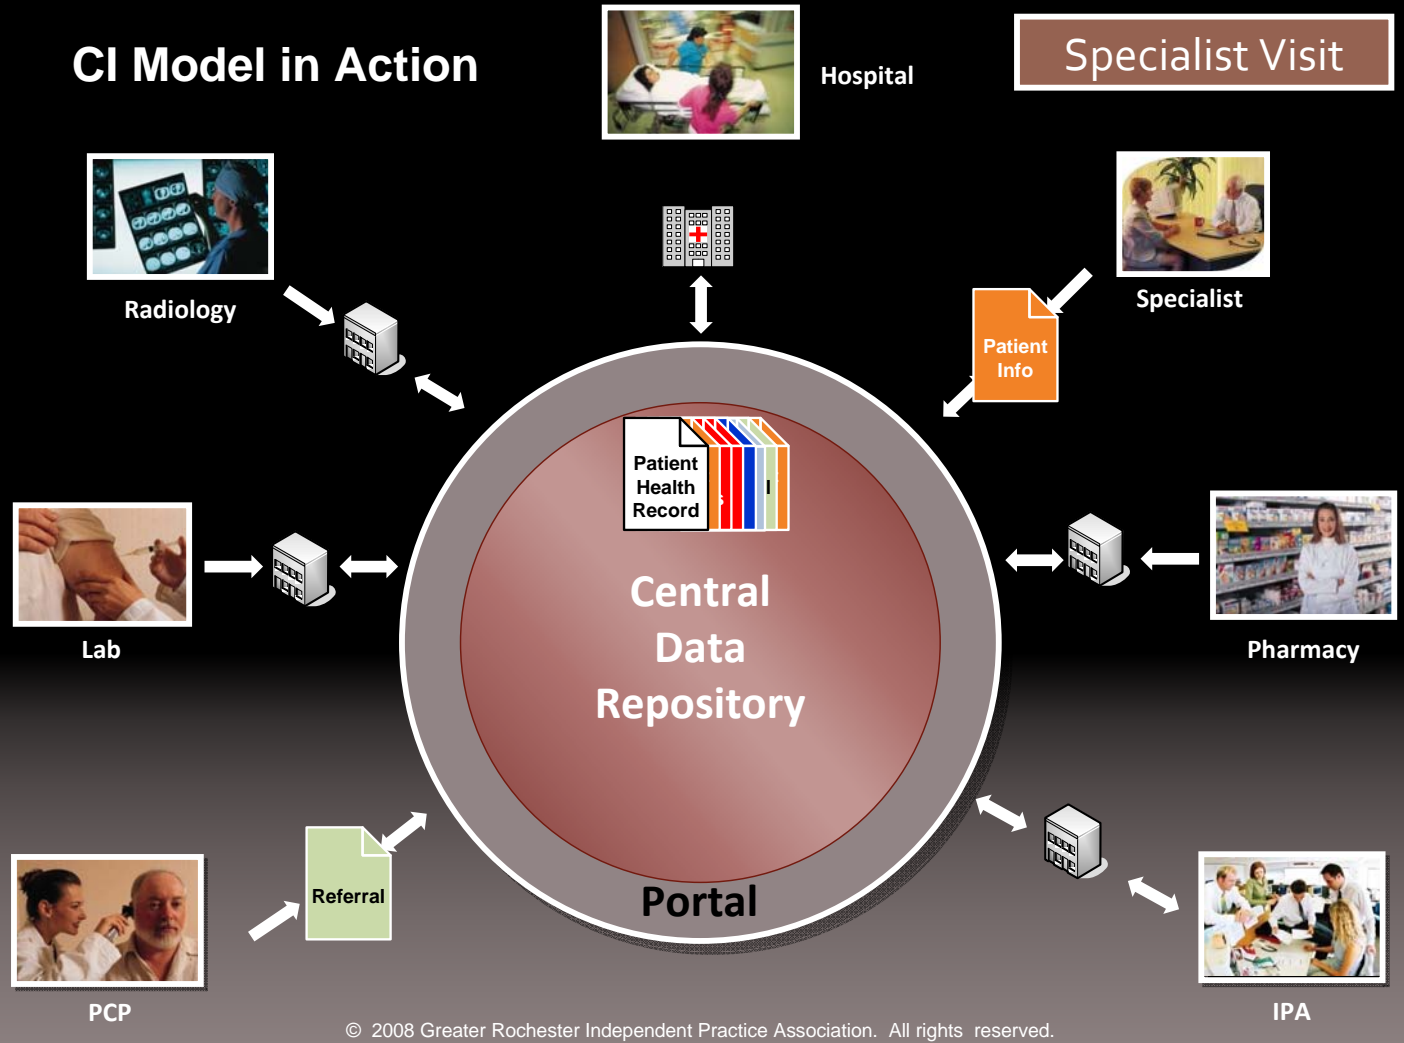 CI Model in Action
Hospital
Specialist Visit
Radiology
Specialist
Patient
Info
Patient
Health
Record
s
l
Central
Data
Repository
Lab
Pharmacy
Referral
Portal
PCP
IPA
© 2008 Greater Rochester Independent Practice Association. All rights reserved.